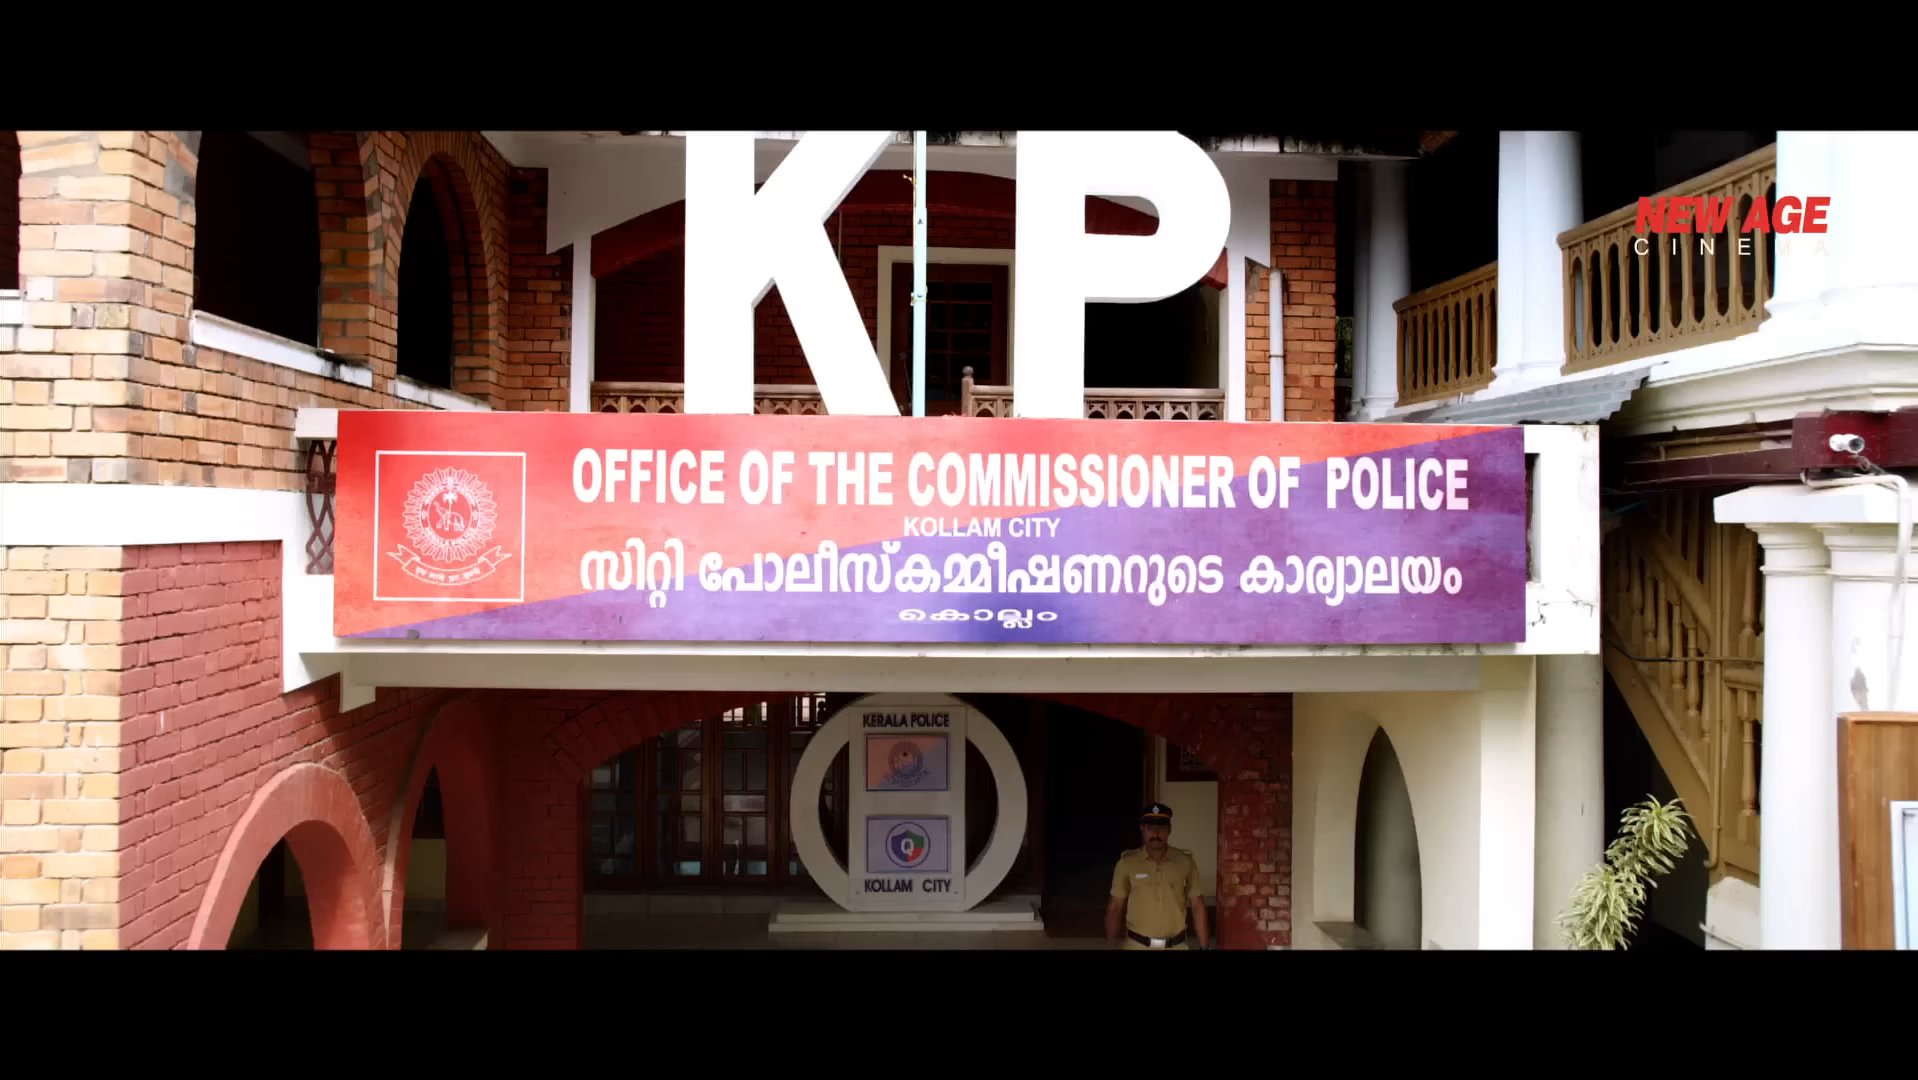 KP
NEW AGE
CINEMA
OFFICE OF THE COMMISSIONER OF POLICE
KOLLAM CITY
സിറ്റി പോലീസ്കമ്മീഷണറുടെ കാര്യാലയം
കൊല്ലം
KERALA POLICE
Q
KOLLAM CITY